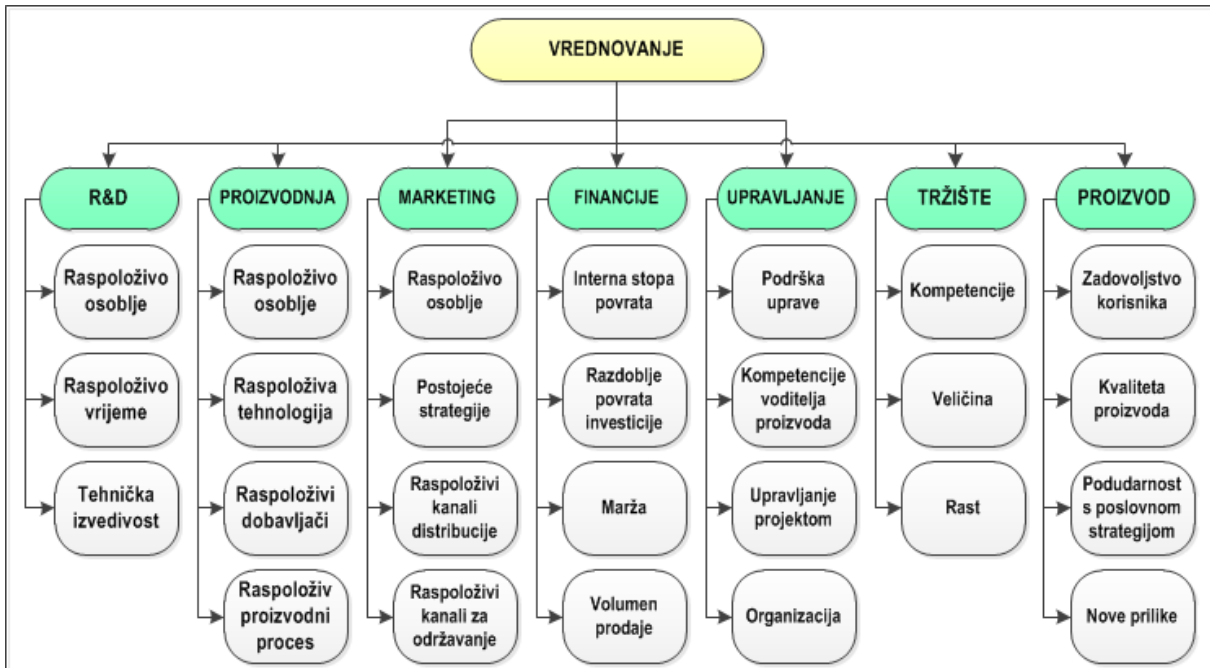 VREDNOVANJE
R&D
PROIZVODNJA
MARKETING
FINANCIJE
UPRAVLJANJE
TRŽIŠTE
PROIZVOD
Raspoloživo
osoblje
Raspoloživo
osoblje
Raspoloživo
osoblje
Interna stopa
povrata
Podrška
uprave
Kompetencije
Zadovoljstvo
korisnika
Raspoloživo
vrijeme
Raspoloživa
tehnologija
Postojeće
strategije
Razdoblje
povrata
investicije
Kompetencije
voditelja
proizvoda
Veličina
Kvaliteta
proizvoda
Tehnička
izvedivost
Raspoloživi
dobavljači
Raspoloživi
kanali
distribucije
Marža
Upravljanje
projektom
Rast
Podudarnost
s poslovnom
strategijom
Raspoloživ
proizvodni
proces
Raspoloživi
kanali za
održavanje
Volumen
prodaje
Organizacija
Nove prilike